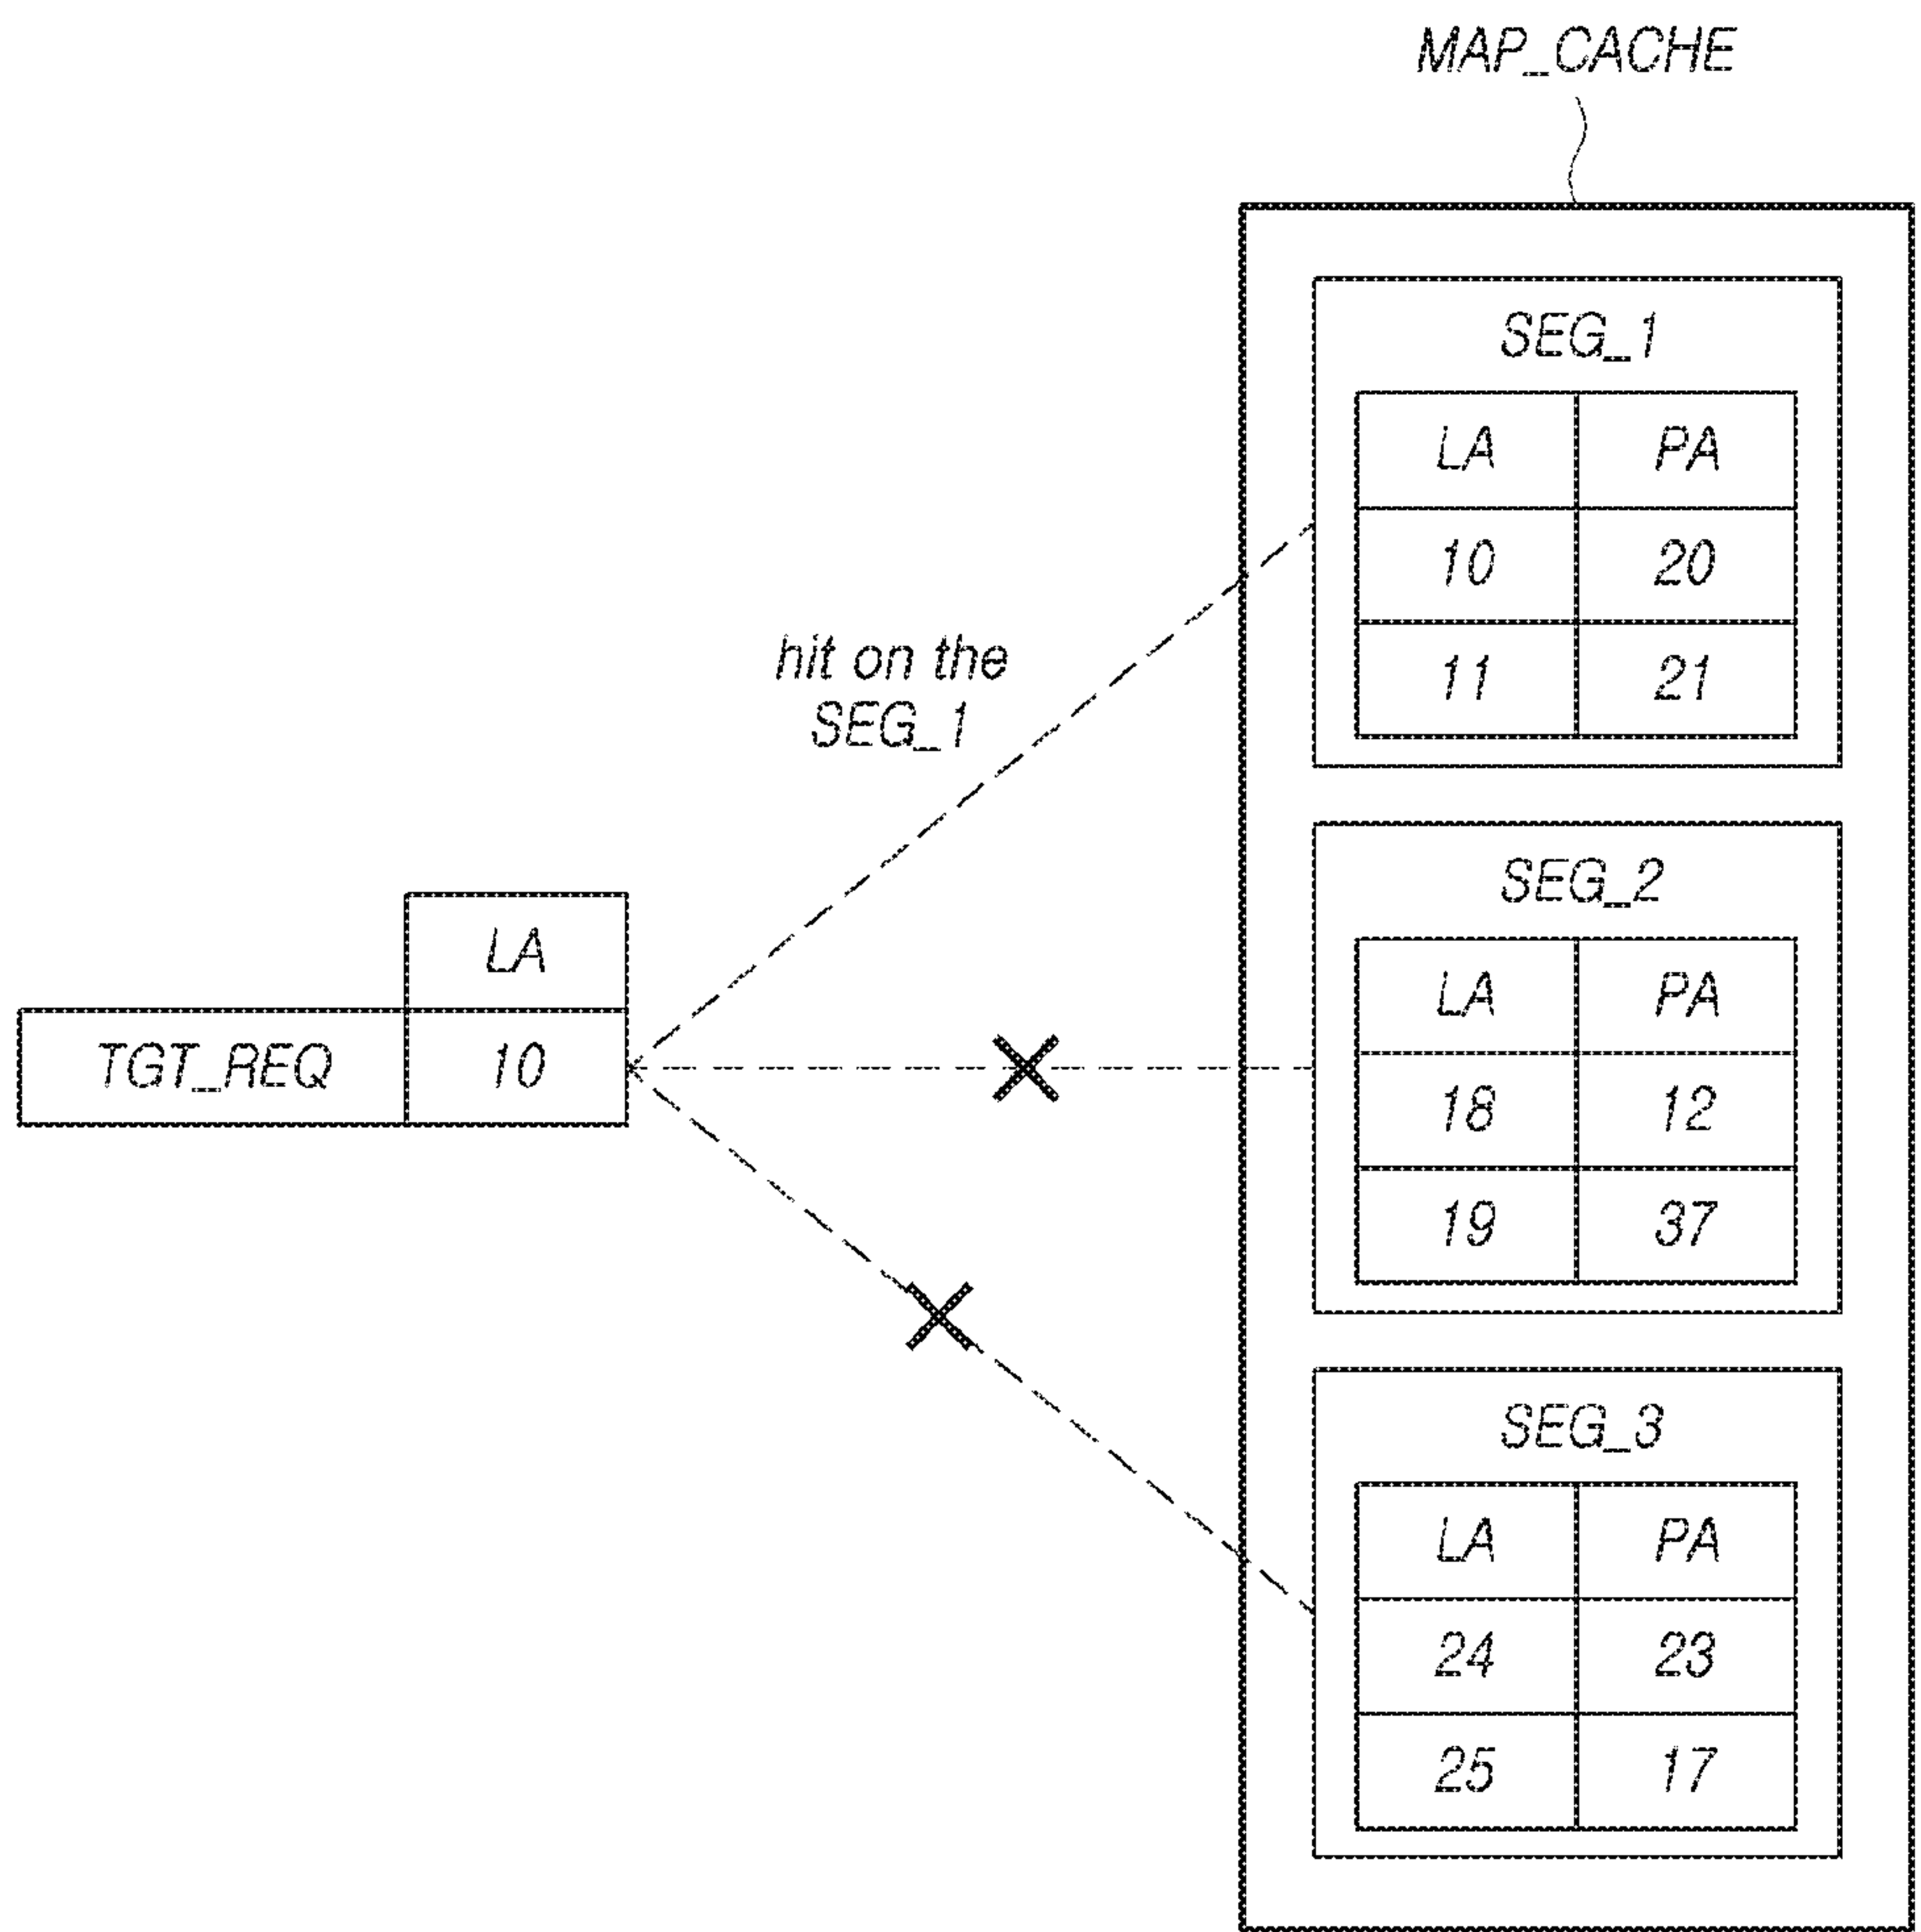 MAP_CACHE
SEG_1
LA PA
10 20
11 21
hit on the
SEG_1
SEG_2
LA PA
18 12
19 37
LA
TGT_REQ 10
SEG_3
LA PA
24 23
25 17